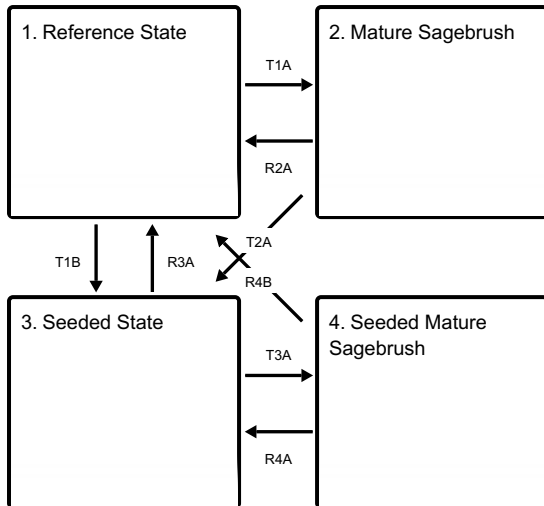 1. Reference State
2. Mature Sagebrush
T1A
R2A
T1B
R3A
T2A
R4B
3. Seeded State
4. Seeded Mature
Sagebrush
T3A
R4A